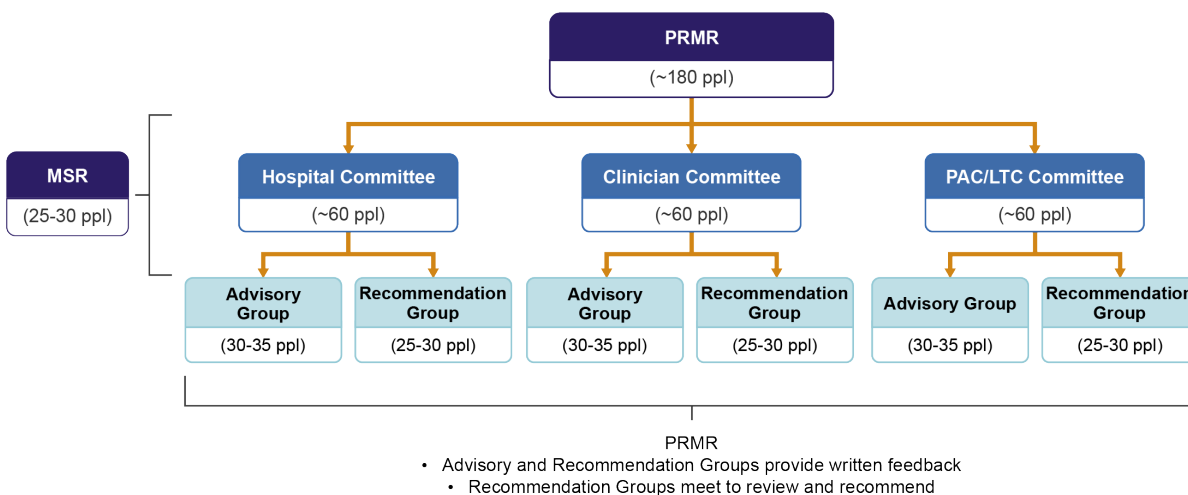 PRMR
(~180 ppl)
MSR
(25-30 ppl)
Hospital Committee
(~60 ppl)
Clinician Committee
(~60 ppl)
PAC/LTC Committee
(~60 ppl)
Advisory
Group
(30-35 ppl)
Recommendation
Group
(25-30 ppl)
Advisory
Group
(30-35 ppl)
Recommendation
Group
(25-30 ppl)
Advisory Group
(30-35 ppl)
Recommendation
Group
(25-30 ppl)
PRMR
• Advisory and Recommendation Groups provide written feedback
• Recommendation Groups meet to review and recommend